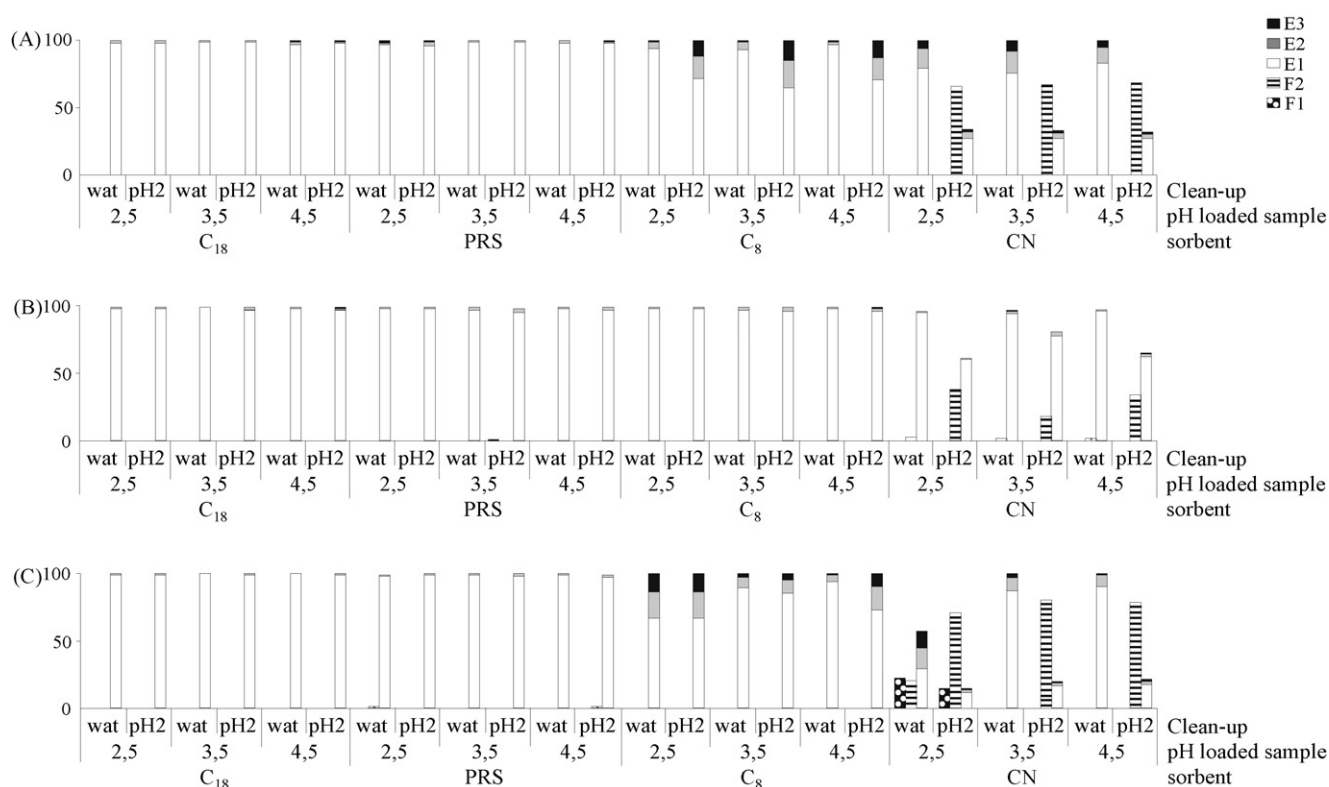 E3
E2
E1
F2
F1
(A) 100
50
0
wat pH2 wat pH2 wat pH2 wat pH2 wat pH2 wat pH2 wat pH2 wat pH2 wat pH2 wat pH2 wat pH2 wat pH2 Clean-up
2,5 3,5 4,5 2,5 3,5 4,5 2,5 3,5 4,5 2,5 3,5 4,5 pH loaded sample
C18 PRS C8 CN sorbent
(B) 100
50
0
wat pH2 wat pH2 wat pH2 wat pH2 wat pH2 wat pH2 wat pH2 wat pH2 wat pH2 wat pH2 wat pH2 wat pH2 Clean-up
2,5 3,5 4,5 2,5 3,5 4,5 2,5 3,5 4,5 2,5 3,5 4,5 pH loaded sample
C18 PRS C8 CN sorbent
(C) 100
50
0
wat pH2 wat pH2 wat pH2 wat pH2 wat pH2 wat pH2 wat pH2 wat pH2 wat pH2 wat pH2 wat pH2 wat pH2 Clean-up
2,5 3,5 4,5 2,5 3,5 4,5 2,5 3,5 4,5 2,5 3,5 4,5 pH loaded sample
C18 PRS C8 CN sorbent